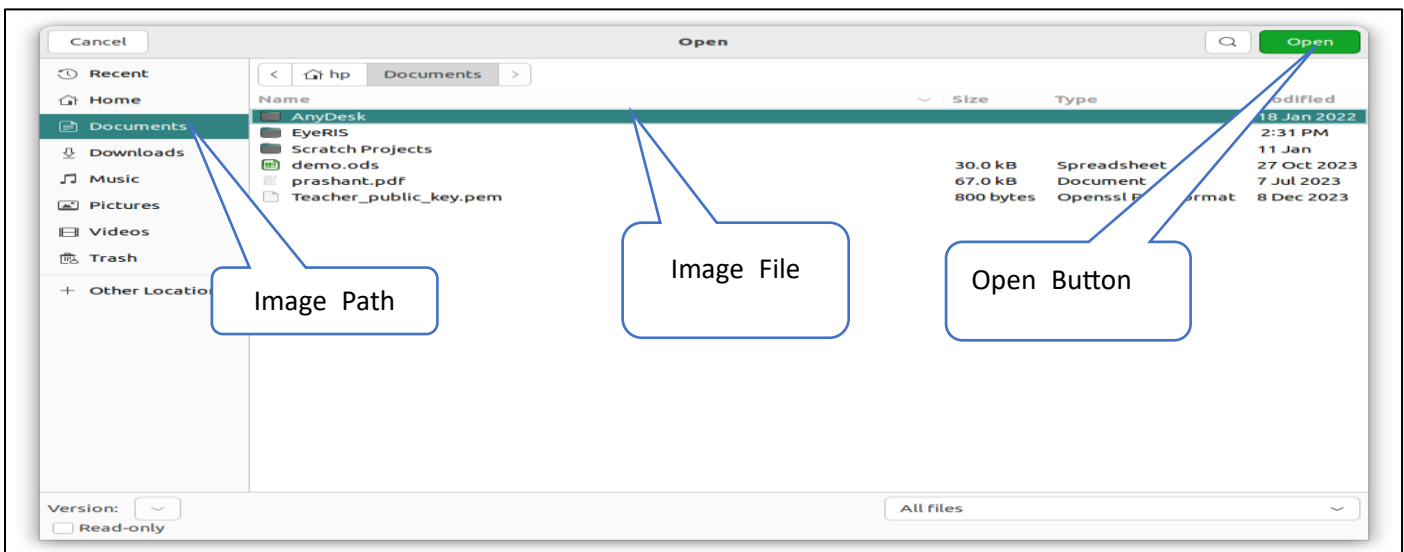 Cancel Open Open
Recent
Home
Documents
Downloads
Music
Pictures
Videos
Trash
+ Other Locatio
< hp Documents >
Name Size Type odified
AnyDesk 18 Jan 2022
EyeRIS 2:31 PM
Scratch Projects 11 Jan
demo.ods 30.0 kB Spreadsheet 27 Oct 2023
prashant.pdf 67.0 kB Document 7 Jul 2023
Teacher_public_key.pem 800 bytes Openssl ormat 8 Dec 2023
Image Path
Image File
Open Button
Version: All files
Read-only